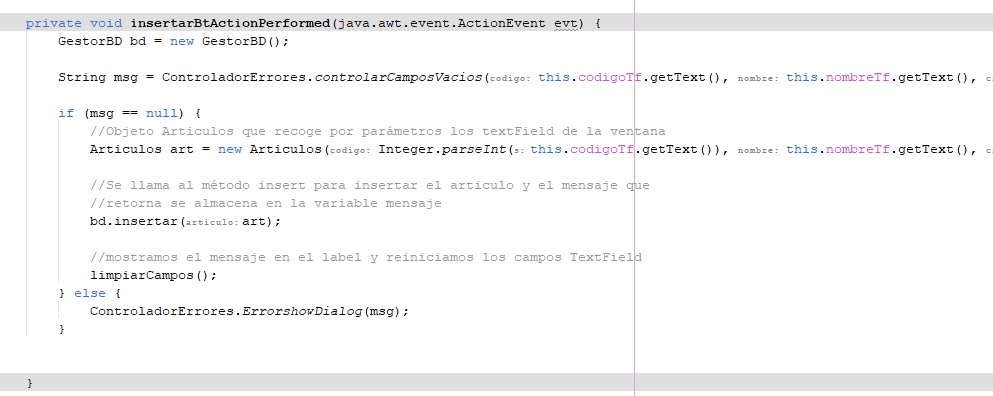 private void insertarBtActionPerformed(java.awt.event.ActionEvent evt) {
GestorBD bd = new GestorBD();
String msg = ControladorErrores.controlarCamposVacios(codigo: this.codigoTf.getText(), nombre: this.nombreTf.getText(), c
if (msg == null) {
//Objeto Articulos que recoge por parámetros los textField de la ventana
Articulos art = new Articulos(codigo: Integer.parseInt(s: this.codigoTf.getText()), nombre: this.nombreTf.getText(), c
//Se llama al método insert para insertar el articulo y el mensaje que
//retorna se almacena en la variable mensaje
bd.insertar(articulo: art);
//mostramos el mensaje en el label y reiniciamos los campos TextField
limpiarCampos();
} else {
ControladorErrores.ErrorshowDialog(msg);
}
}